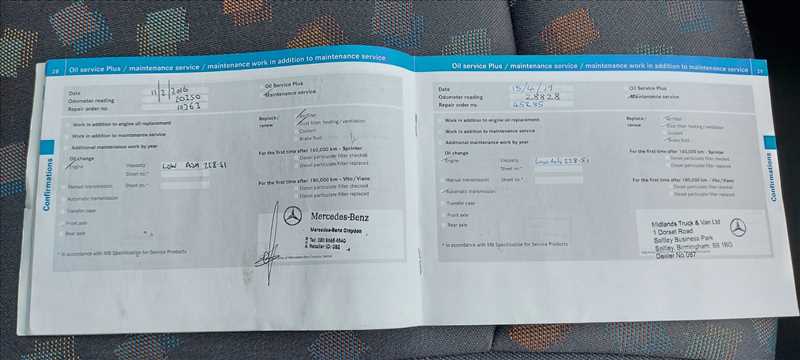 28 Oil service Plus / maintenance service / maintenance work in addition to maintenance service
Date 11/2/2016
Odometer reading 20250
Repair order no.
Oil Service Plus
Maintenance service
Work in addition to engine oil replacement
Work in addition to maintenance service
Additional maintenance work by year
Replace / renew
Air filter
Dust filter heating / ventilation
Coolant
Brake fluid
Oil change
Engine Viscosity Low ASH 228-51
Sheet no.*
Manual transmission Sheet no.*
Automatic transmission
Transfer case
Front axle
Rear axle
For the first time after 160,000 km - Sprinter
Diesel particulate filter checked
Diesel particulate filter replaced
For the first time after 180,000 km - Vito / Viano
Diesel particulate filter checked
Diesel particulate filter replaced
Mercedes-Benz
Mercedes-Benz Croydon
* In accordance with MB Specification for Service Products
Confirmations
Oil service Plus / maintenance service / maintenance work in addition to maintenance service
Date 15/4/19
Odometer reading 28828
Repair order no. 45235
Oil Service Plus
Maintenance service
Work in addition to engine oil replacement
Work in addition to maintenance service
Additional maintenance work by year
Replace / renew
Air filter
Dust filter heating / ventilation
Coolant
Brake fluid
Oil change
Engine Viscosity 228-51
Sheet no.*
Manual transmission Sheet no.*
Automatic transmission
Transfer case
Front axle
Rear axle
For the first time after 160,000 km - Sprinter
Diesel particulate filter checked
Diesel particulate filter replaced
For the first time after 180,000 km - Vito / Viano
Diesel particulate filter checked
Diesel particulate filter replaced
Midlands Truck & Van Ltd
1 Dorset Road
Saltley Business Park
Saltley, Birmingham, B8 1BG
Dealer No.067
* In accordance with MB Specification for Service Products
Confirmations